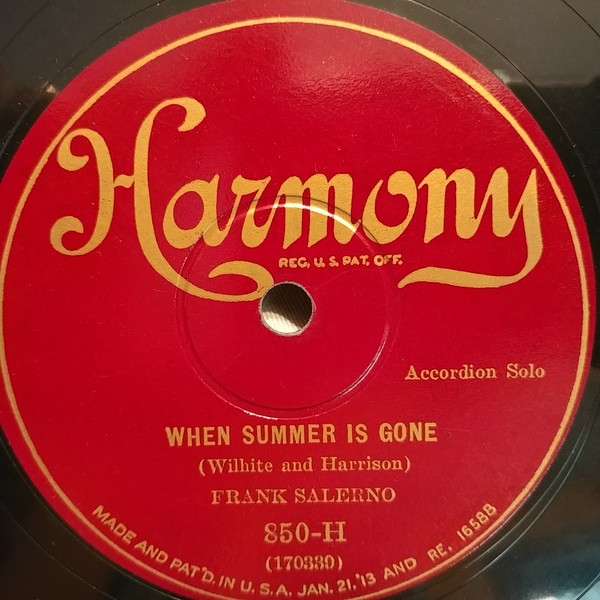 Harmony
REG. U. S. PAT. OFF.
Accordion Solo
WHEN SUMMER IS GONE
(Wilhite and Harrison)
FRANK SALERNO
850-H
(170339)
MADE AND PAT'D. IN U.S.A. JAN. 21,'13 AND RE. 16588